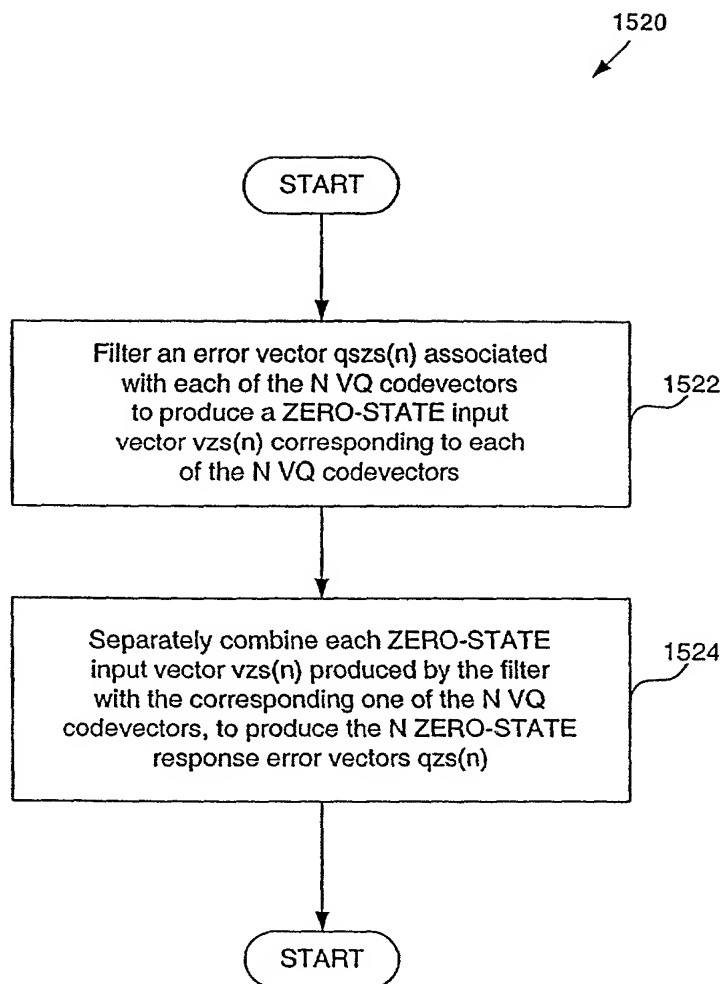 1520
START
Filter an error vector qszs(n) associated
with each of the N VQ codevectors
to produce a ZERO-STATE input
vector vzs(n) corresponding to each
of the N VQ codevectors
1522
Separately combine each ZERO-STATE
input vector vzs(n) produced by the filter
with the corresponding one of the N VQ
codevectors, to produce the N ZERO-STATE
response error vectors qzs(n)
1524
START